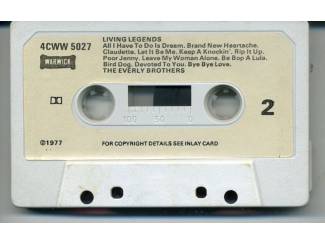 4CWW 5027
LIVING LEGENDS
All I Have To Do Is Dream. Brand New Heartache.
Claudette. Let It Be Me. Keep A Knockin'. Rip It Up.
Poor Jenny. Leave My Woman Alone. Be Bop A Lula.
Bird Dog. Devoted To You. Bye Bye Love.
THE EVERLY BROTHERS
WARWICK
2
100 50 0
℗1977
FOR COPYRIGHT DETAILS SEE INLAY CARD